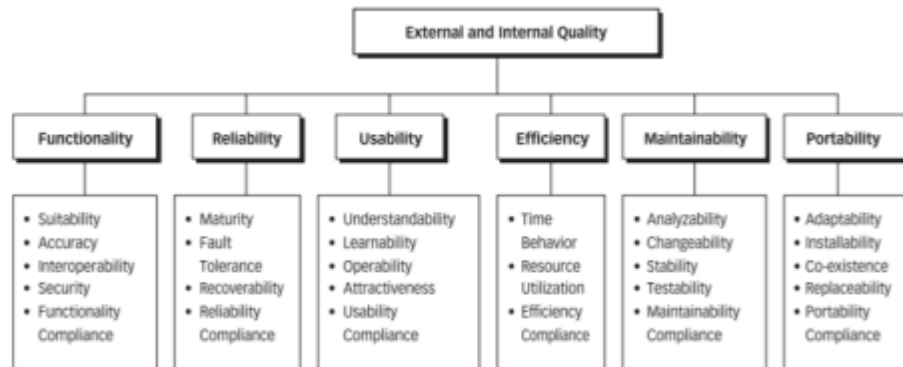 External and Internal Quality
Functionality
Reliability
Usability
Efficiency
Maintainability
Portability
• Suitability
• Accuracy
• Interoperability
• Security
• Functionality
Compliance
• Maturity
• Fault
Tolerance
• Recoverability
• Reliability
Compliance
• Understandability
• Learnability
• Operability
• Attractiveness
• Usability
Compliance
• Time
Behavior
• Resource
Utilization
• Efficiency
Compliance
• Analyzability
• Changeability
• Stability
• Testability
• Maintainability
Compliance
• Adaptability
• Installability
• Co-existence
• Replaceability
• Portability
Compliance